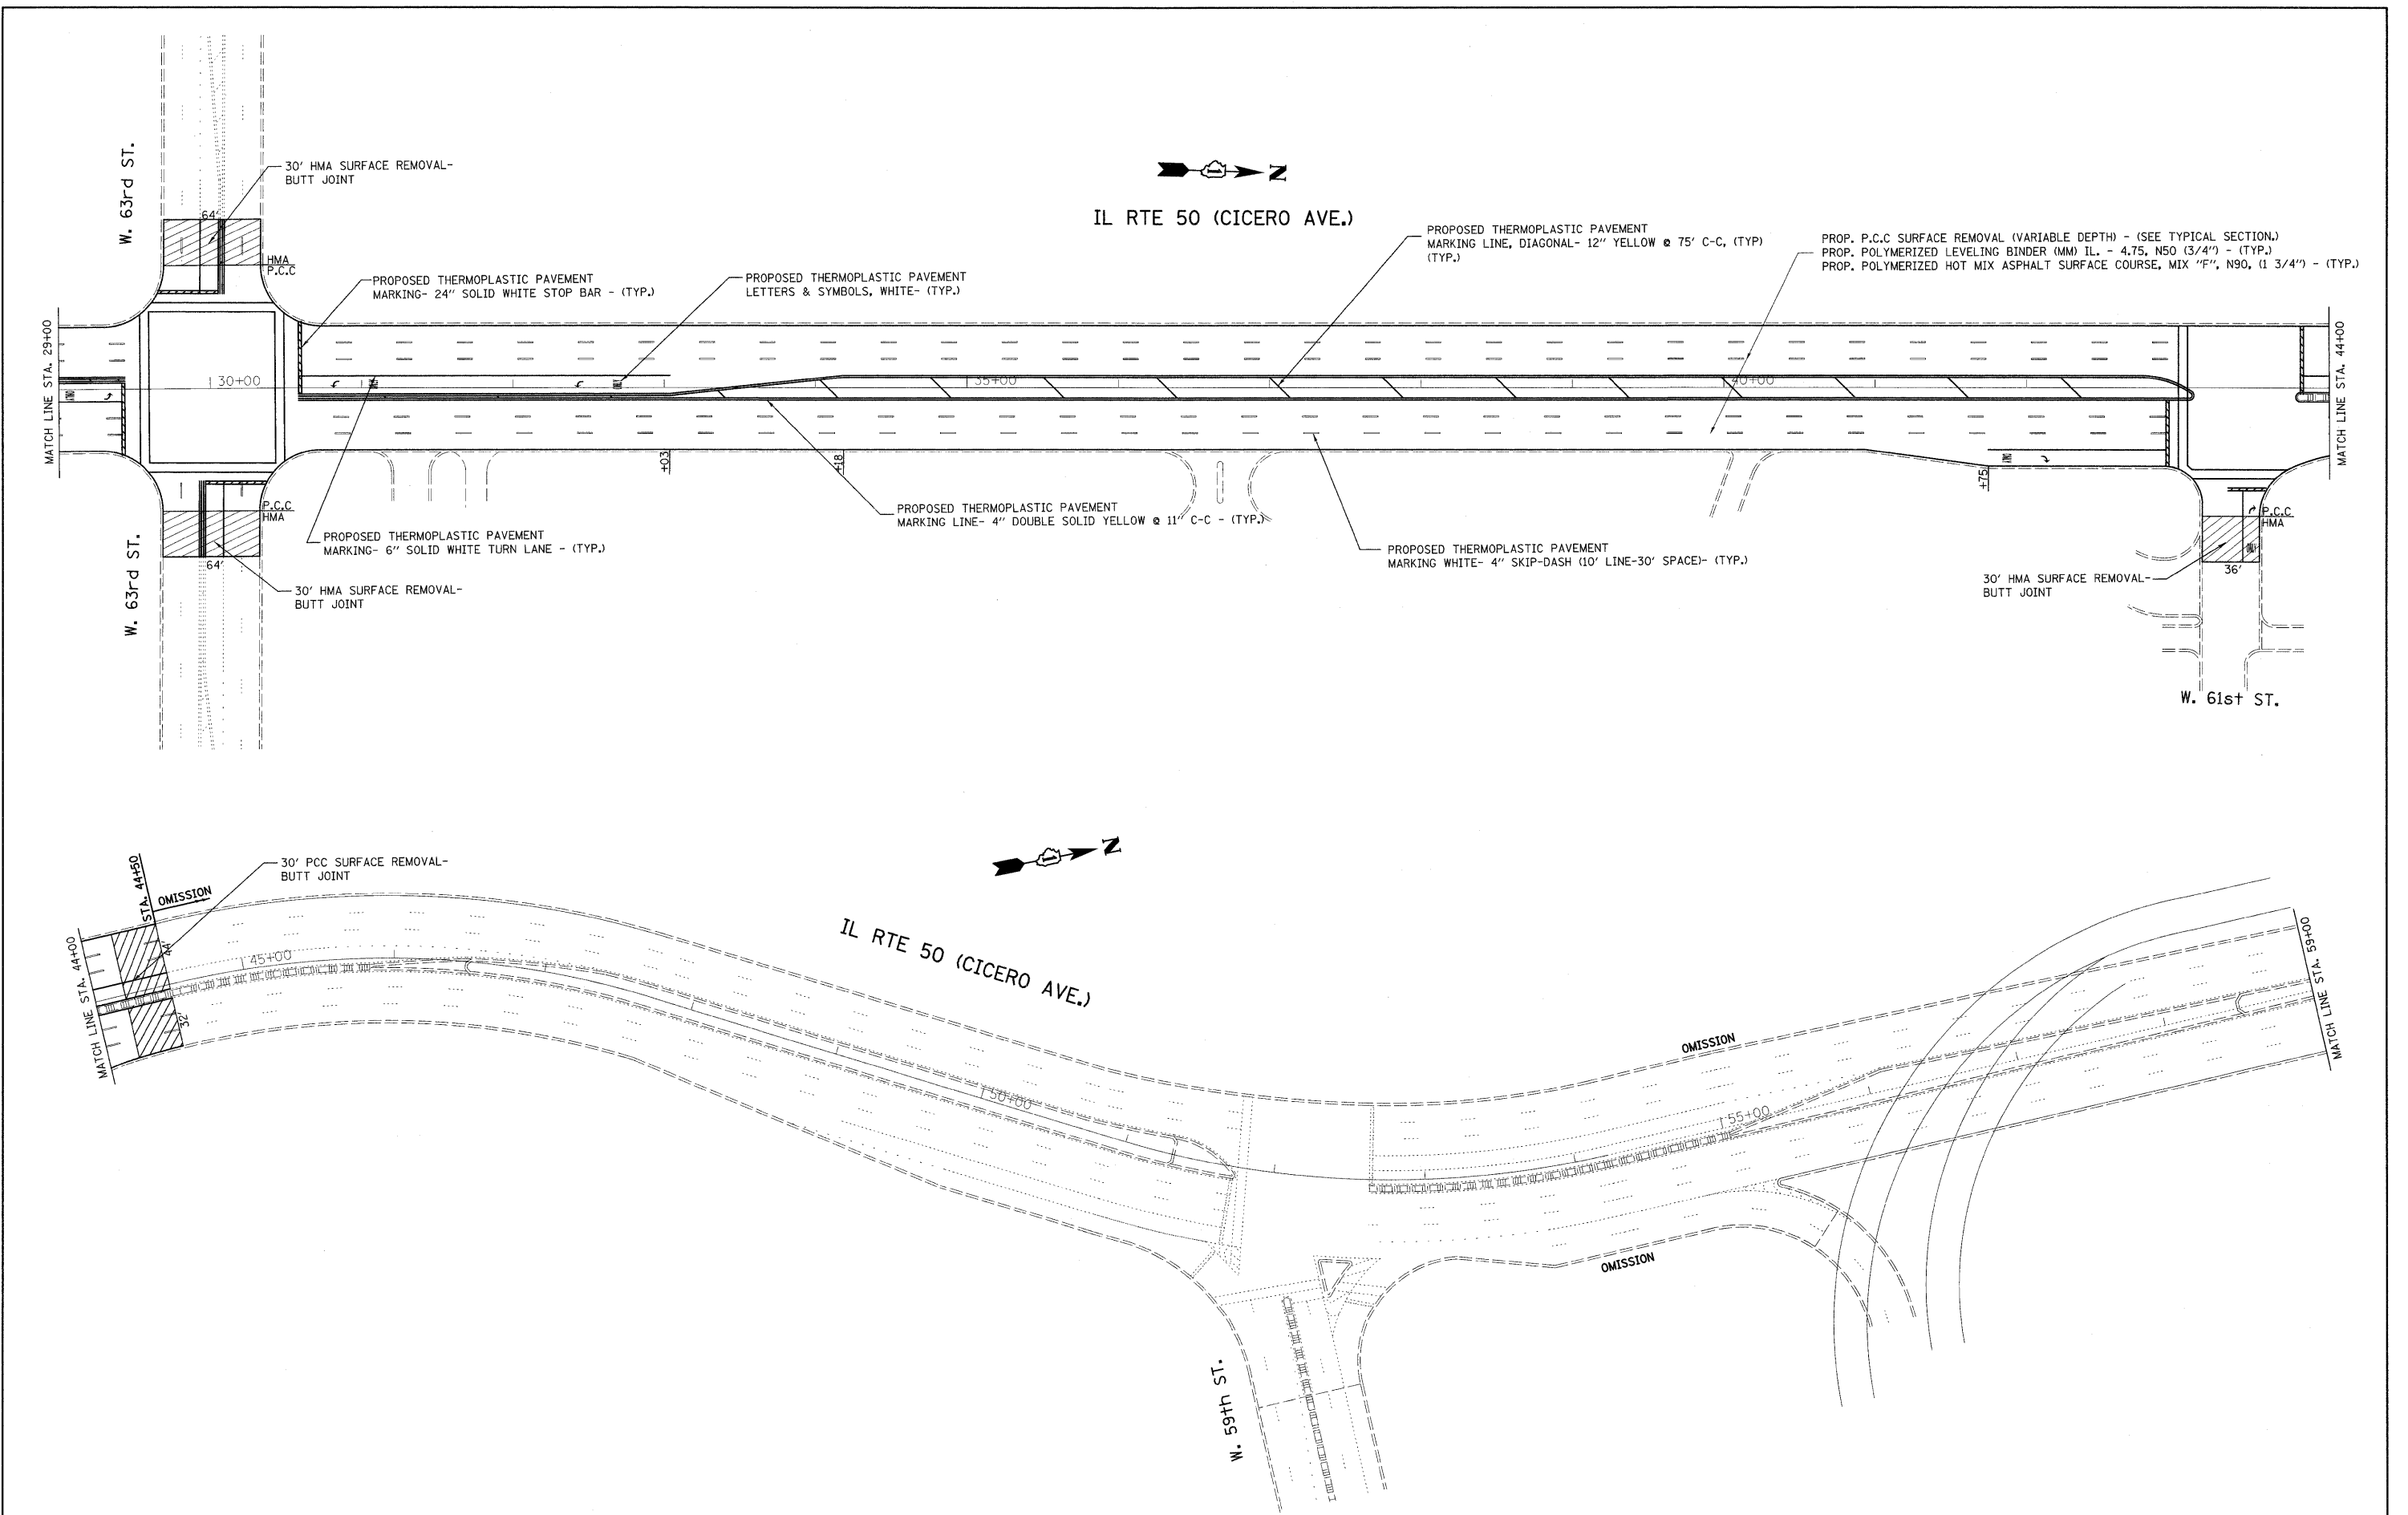 W. 63rd ST.
30' HMA SURFACE REMOVAL-
BUTT JOINT
64'
HMA
P.C.C
N
IL RTE 50 (CICERO AVE.)
PROPOSED THERMOPLASTIC PAVEMENT
MARKING- 24" SOLID WHITE STOP BAR - (TYP.)
PROPOSED THERMOPLASTIC PAVEMENT
LETTERS & SYMBOLS, WHITE- (TYP.)
PROPOSED THERMOPLASTIC PAVEMENT
MARKING LINE, DIAGONAL- 12" YELLOW @ 75' C-C, (TYP)
(TYP.)
PROP. P.C.C SURFACE REMOVAL (VARIABLE DEPTH) - (SEE TYPICAL SECTION.)
PROP. POLYMERIZED LEVELING BINDER (MM) IL. - 4.75, N50 (3/4") - (TYP.)
PROP. POLYMERIZED HOT MIX ASPHALT SURFACE COURSE, MIX "F", N90, (1 3/4") - (TYP.)
MATCH LINE STA. 29+00
30+00
35+00
40+00
MATCH LINE STA. 44+00
ONLY
ONLY
ONLY
ONLY
+03
+18
+75
P.C.C
HMA
64'
W. 63rd ST.
30' HMA SURFACE REMOVAL-
BUTT JOINT
PROPOSED THERMOPLASTIC PAVEMENT
MARKING- 6" SOLID WHITE TURN LANE - (TYP.)
PROPOSED THERMOPLASTIC PAVEMENT
MARKING LINE- 4" DOUBLE SOLID YELLOW @ 11" C-C - (TYP.)
PROPOSED THERMOPLASTIC PAVEMENT
MARKING WHITE- 4" SKIP-DASH (10' LINE-30' SPACE)- (TYP.)
30' HMA SURFACE REMOVAL-
BUTT JOINT
P.C.C
HMA
ONLY
36'
W. 61st ST.
N
IL RTE 50 (CICERO AVE.)
30' PCC SURFACE REMOVAL-
BUTT JOINT
STA. 44+50
OMISSION
MATCH LINE STA. 44+00
44'
32'
45+00
50+00
55+00
OMISSION
OMISSION
MATCH LINE STA. 59+00
W. 59th ST.